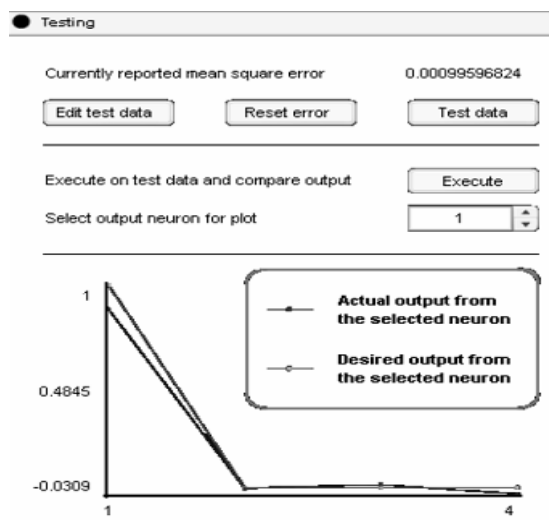 Testing
Currently reported mean square error 0.00099596824
Edit test data Reset error Test data
Execute on test data and compare output Execute
Select output neuron for plot 1
Actual output from
the selected neuron
Desired output from
the selected neuron
1
0.4845
-0.0309
1 4